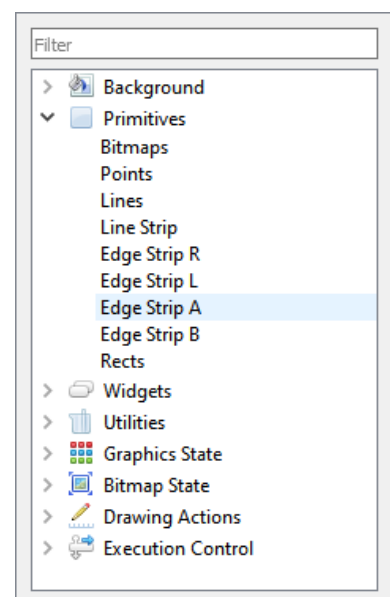 Filter
Background
Primitives
Bitmaps
Points
Lines
Line Strip
Edge Strip R
Edge Strip L
Edge Strip A
Edge Strip B
Rects
Widgets
Utilities
Graphics State
Bitmap State
Drawing Actions
Execution Control